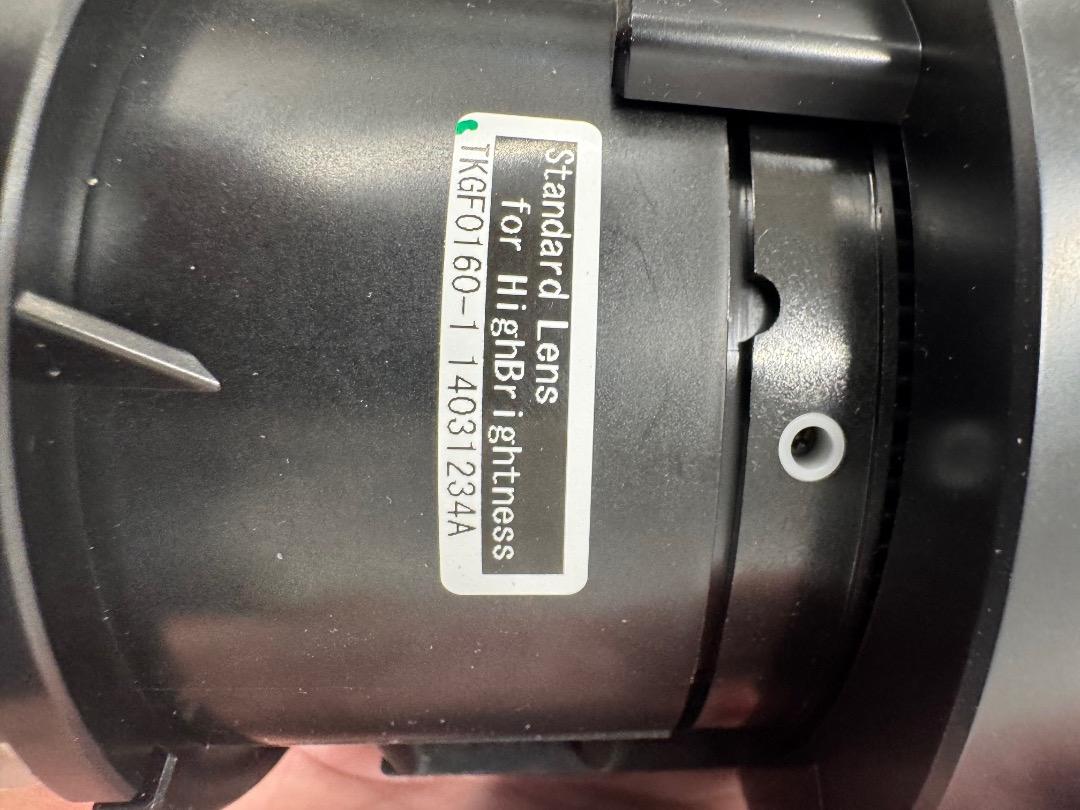 Standard Lens
for HighBrightness
TKGF0160-1 14031234A